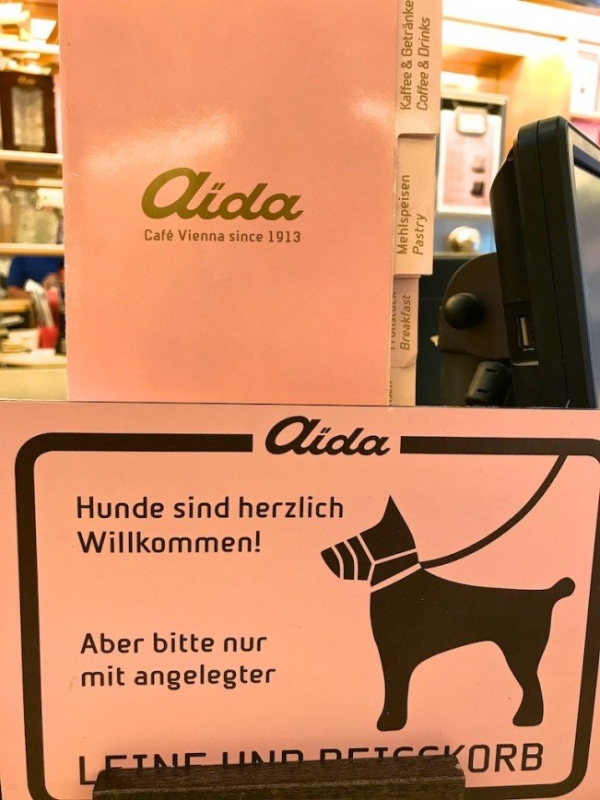 Aïda
Café Vienna since 1913
Kaffee & Getränke
Coffee & Drinks
Mehlspeisen
Pastry
Breakfast
Aïda
Hunde sind herzlich
Willkommen!
Aber bitte nur
mit angelegter
LEINE UND BEISSKORB